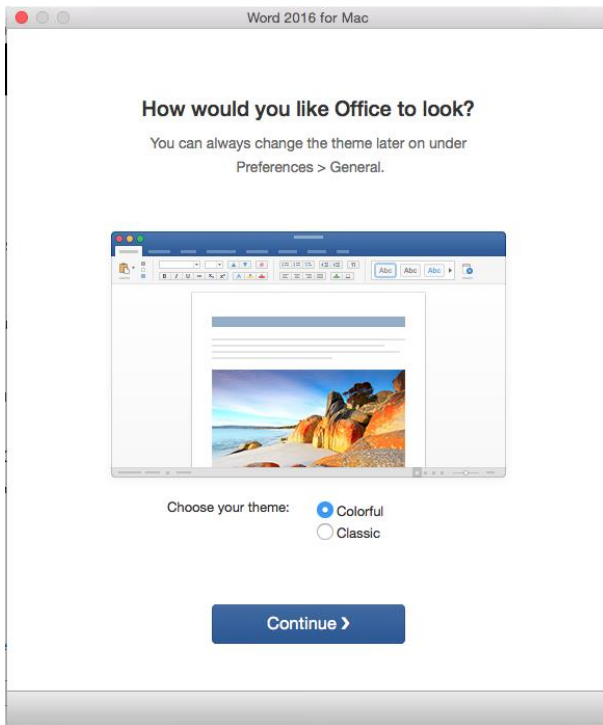 Word 2016 for Mac
How would you like Office to look?
You can always change the theme later on under
Preferences > General.
B I U
Abc Abc Abc
Choose your theme:
Colorful
Classic
Continue ❯